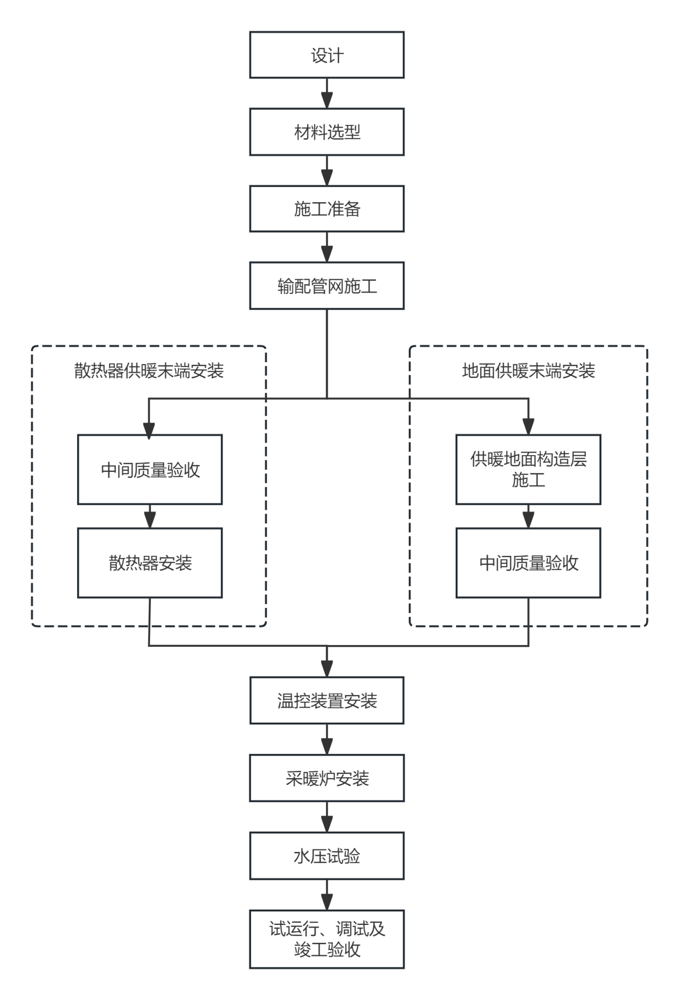 设计
材料选型
施工准备
输配管网施工
散热器供暖末端安装
中间质量验收
散热器安装
地面供暖末端安装
供暖地面构造层
施工
中间质量验收
温控装置安装
采暖炉安装
水压试验
试运行、调试及
竣工验收